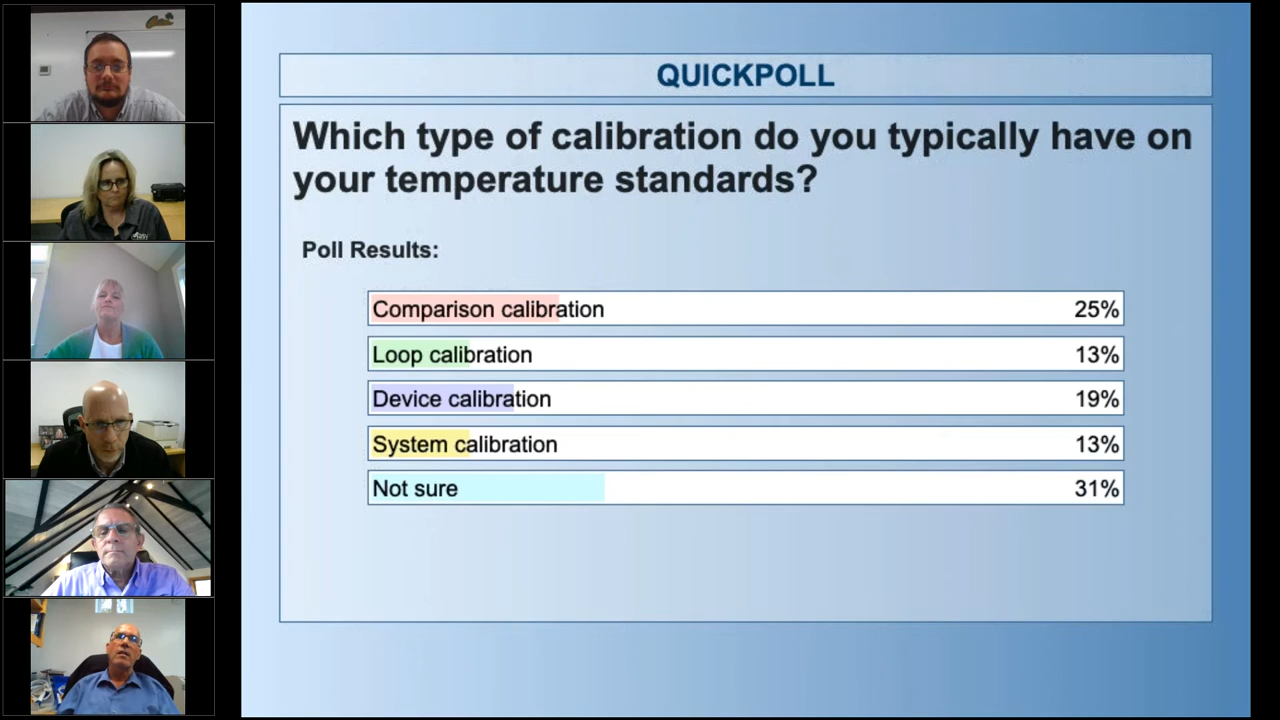 QUICKPOLL
Which type of calibration do you typically have on
your temperature standards?
Poll Results:
Comparison calibration 25%
Loop calibration 13%
Device calibration 19%
System calibration 13%
Not sure 31%